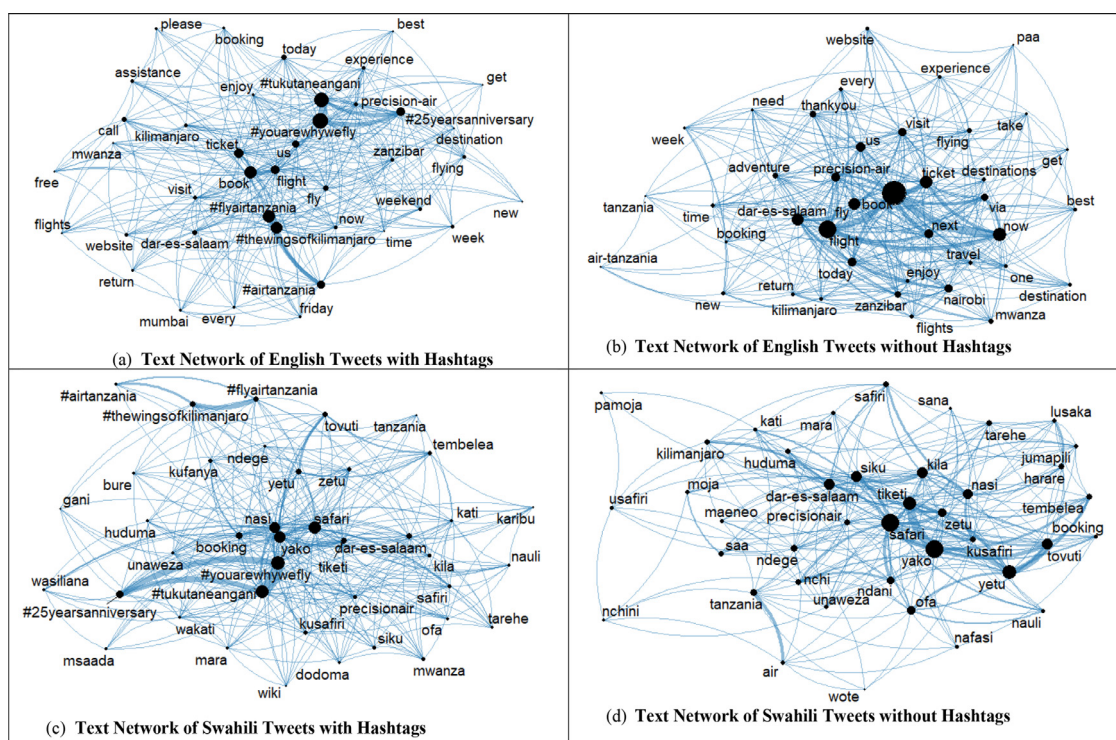 please
booking
best
today
assistance
experience
#tukutaneangani
get
enjoy
precision-air
#25yearsanniversary
call
#youarewhywefly
kilimanjaro
destination
mwanza
ticket
us
zanzibar
flying
free
book
flight
visit
fly
#flyairtanzania
weekend
new
flights
now
website
dar-es-salaam
#thewingsofkilimanjaro
time
week
return
#airtanzania
mumbai
every
friday
(a) Text Network of English Tweets with Hashtags
website
paa
experience
every
need
thankyou
visit
take
week
us
flying
get
adventure
precision-air
ticket
destinations
tanzania
book
via
best
time
dar-es-salaam
fly
next
now
booking
flight
travel
air-tanzania
today
enjoy
one
new
return
nairobi
destination
kilimanjaro
zanzibar
mwanza
flights
(b) Text Network of English Tweets without Hashtags
#airtanzania
#flyairtanzania
#thewingsofkilimanjaro
tovuti
tanzania
ndege
tembelea
kufanya
yetu
zetu
bure
gani
nasi
safari
kati
karibu
huduma
booking
yako
dar-es-salaam
unaweza
tiketi
kila
nauli
wasiliana
#youarewhywefly
#25yearsanniversary
#tukutaneangani
safiri
precisionair
wakati
kusafiri
ofa
tarehe
siku
msaada
mara
mwanza
dodoma
wiki
(c) Text Network of Swahili Tweets with Hashtags
safiri
pamoja
sana
lusaka
kati
mara
tarehe
kilimanjaro
huduma
siku
kila
jumapili
moja
dar-es-salaam
tiketi
nasi
harare
usafiri
tembelea
maeneo
precisionair
zetu
booking
safari
saa
kusafiri
ndege
yako
tovuti
nchi
yetu
tanzania
unaweza
ndani
ofa
nchini
nauli
nafasi
air
wote
(d) Text Network of Swahili Tweets without Hashtags